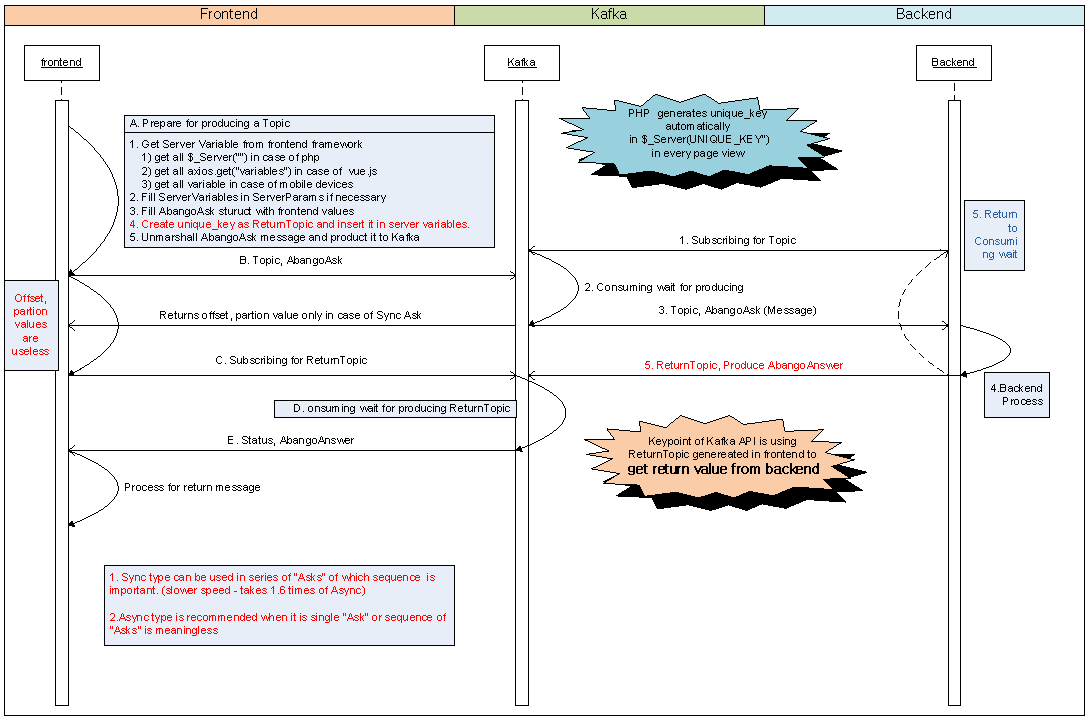 Frontend
Kafka
Backend
frontend
Kafka
Backend
A. Prepare for producing a Topic
1. Get Server Variable from frontend framework
1) get all $_Server("") in case of php
2) get all axios.get("variables") in case of vue.js
3) get all variable in case of mobile devices
2. Fill ServerVariables in ServerParams if necessary
3. Fill AbangoAsk sturuct with frontend values
4. Create unique_key as ReturnTopic and insert it in server variables.
5. Unmarshall AbangoAsk message and product it to Kafka
PHP generates unique_key
automatically
in $_Server(UNIQUE_KEY")
in every page view
5. Return
to
Consumi
ng wait
1. Subscribing for Topic
B. Topic, AbangoAsk
2. Consuming wait for producing
Offset,
partion
values
are
useless
Returns offset, partion value only in case of Sync Ask
3. Topic, AbangoAsk (Message)
C. Subscribing for ReturnTopic
5. ReturnTopic, Produce AbangoAnswer
4.Backend
Process
D. onsuming wait for producing ReturnTopic
E. Status, AbangoAnswer
Keypoint of Kafka API is using
ReturnTopic genereated in frontend to
get return value from backend
Process for return message
1. Sync type can be used in series of "Asks" of which sequence is
important. (slower speed - takes 1.6 times of Async)
2.Async type is recommended when it is single "Ask" or sequence of
"Asks" is meaningless